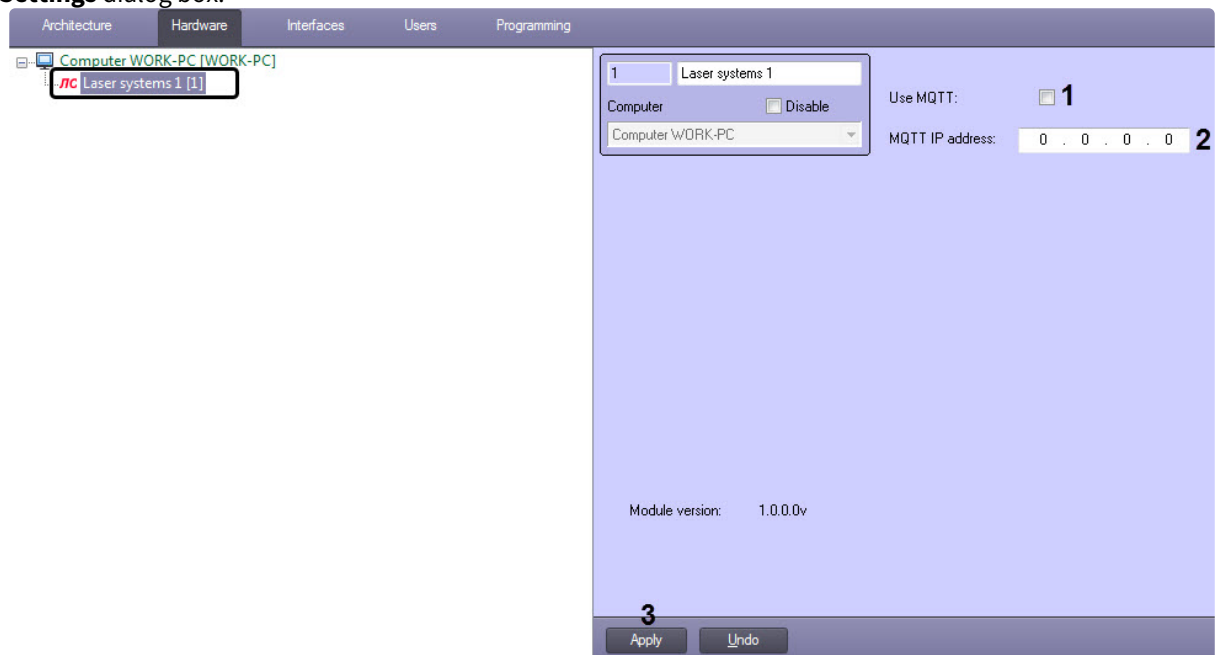 Settings dialog box.
Architecture Hardware Interfaces Users Programming
Computer WORK-PC [WORK-PC]
ЛС Laser systems 1 [1]
1 Laser systems 1
Computer Disable
Computer WORK-PC
Use MQTT: 1
MQTT IP address: 0 . 0 . 0 . 0 2
Module version: 1.0.0.0v
3
Apply Undo